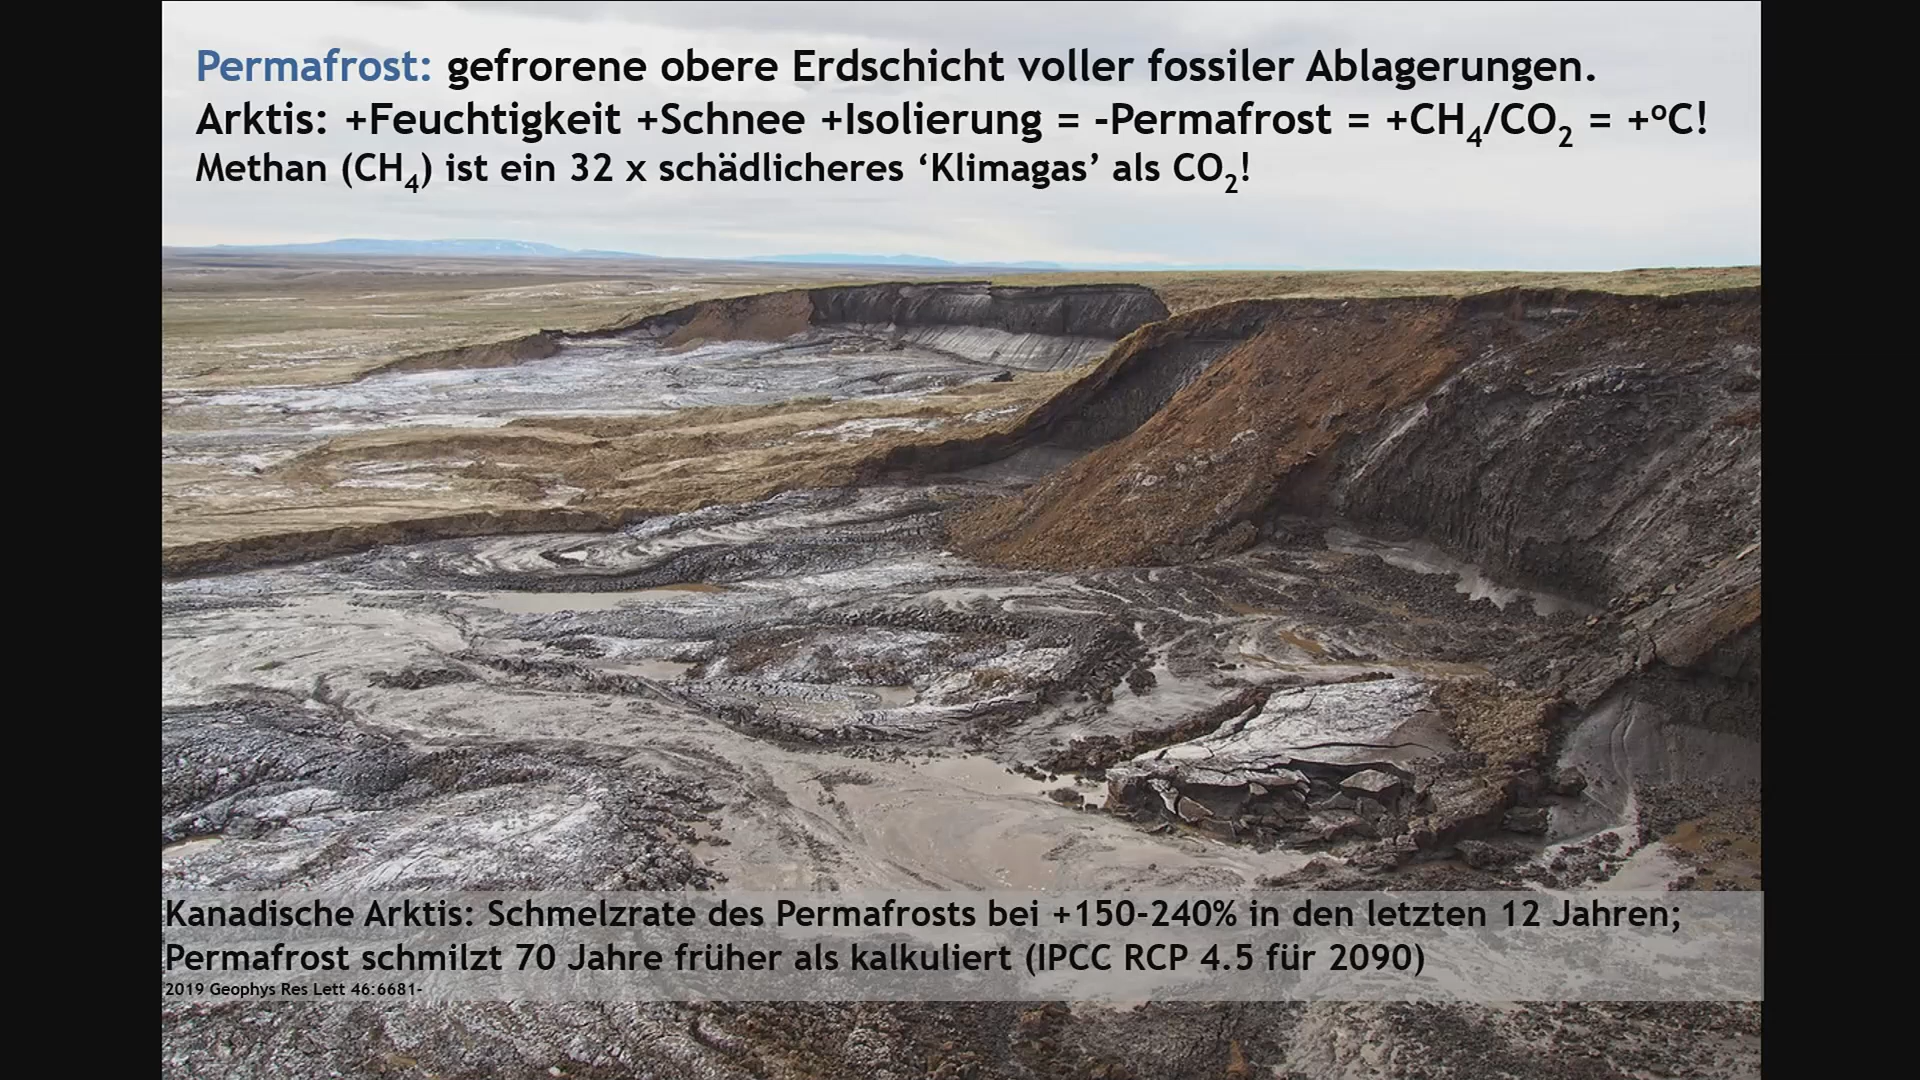 Permafrost: gefrorene obere Erdschicht voller fossiler Ablagerungen.
Arktis: +Feuchtigkeit +Schnee +Isolierung = -Permafrost = +CH₄/CO₂ = +ºC!
Methan (CH₄) ist ein 32 x schädlicheres ‘Klimagas’ als CO₂!
Kanadische Arktis: Schmelzrate des Permafrosts bei +150-240% in den letzten 12 Jahren;
Permafrost schmilzt 70 Jahre früher als kalkuliert (IPCC RCP 4.5 für 2090)
2019 Geophys Res Lett 46:6681-